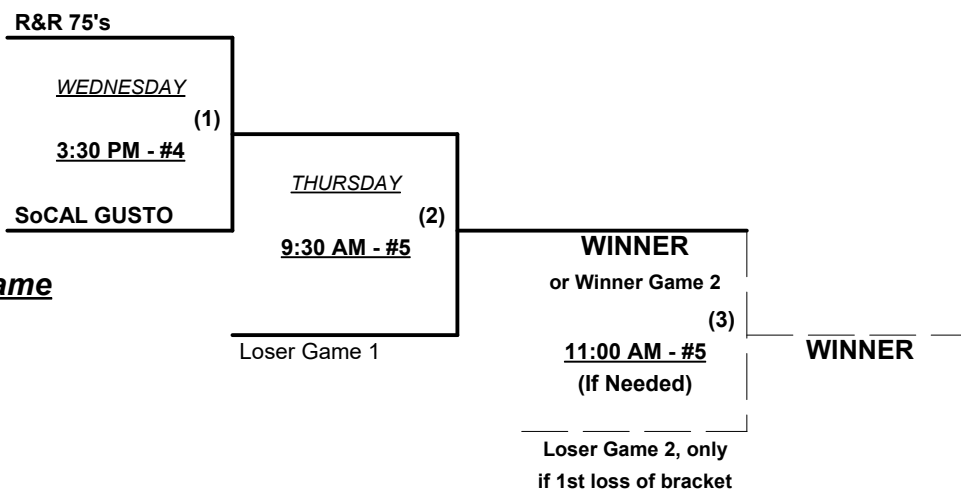 R&R 75's
WEDNESDAY
(1)
3:30 PM - #4
THURSDAY
SoCAL GUSTO
(2)
9:30 AM - #5
WINNER
or Winner Game 2
(3)
Loser Game 1
11:00 AM - #5
WINNER
(If Needed)
Loser Game 2, only
if 1st loss of bracket